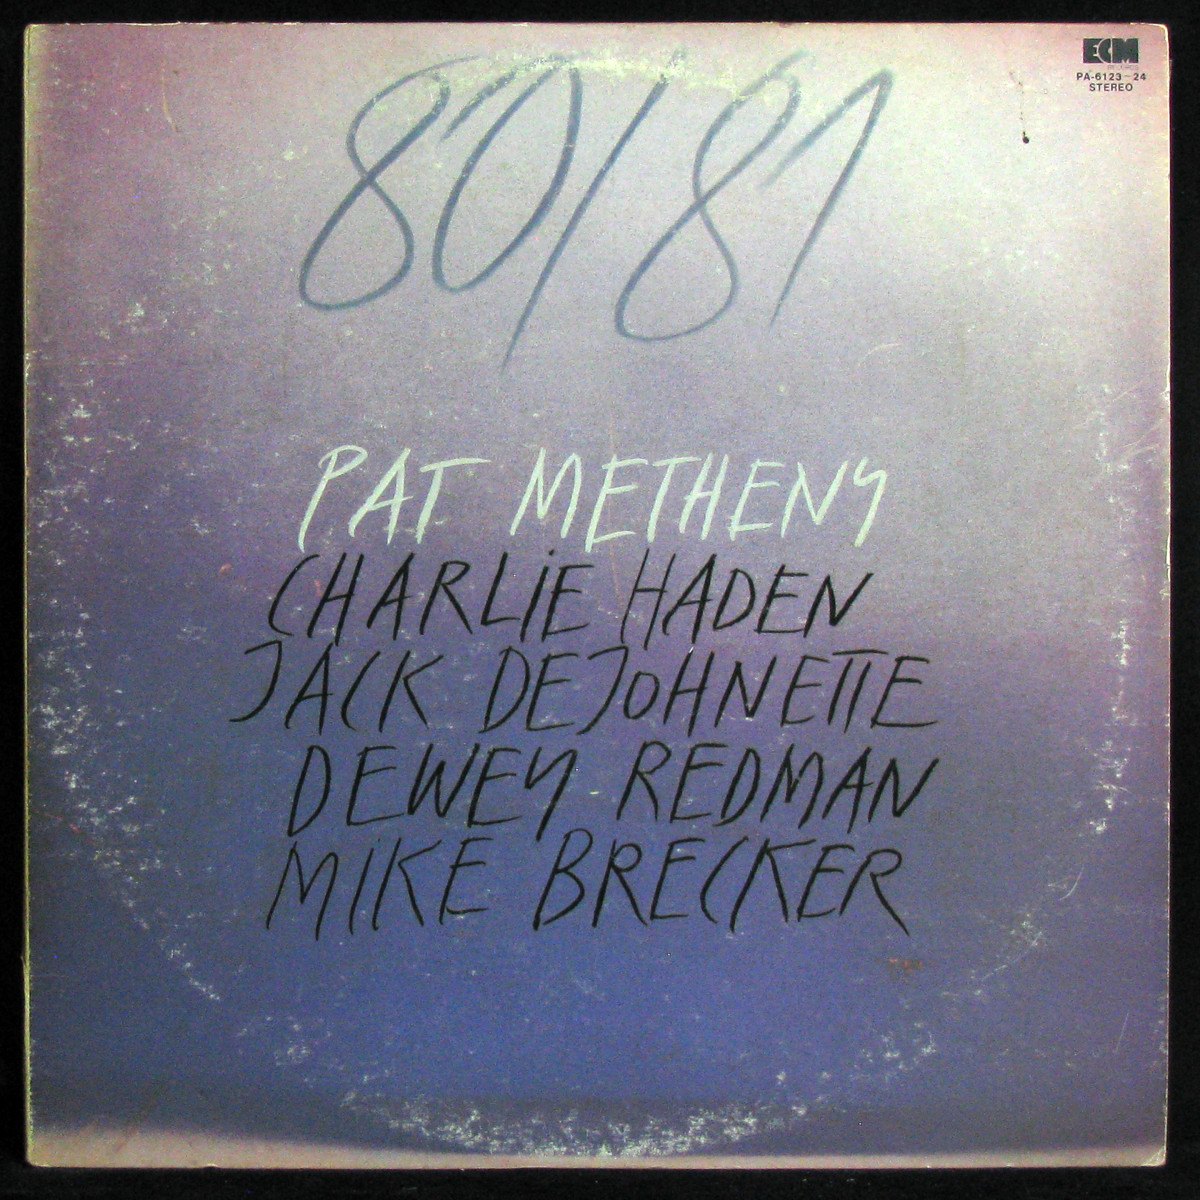 ECM
PA-6123-24
STEREO
80/81
PAT METHENY
CHARLiE HADEN
JACK DEJOHNETTE
DEWEY REDMAN
MiKE BRECKER